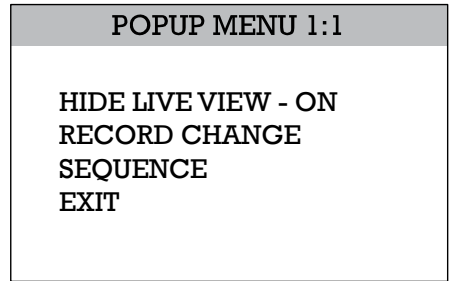 POPUP MENU 1:1
HIDE LIVE VIEW - ON
RECORD CHANGE
SEQUENCE
EXIT